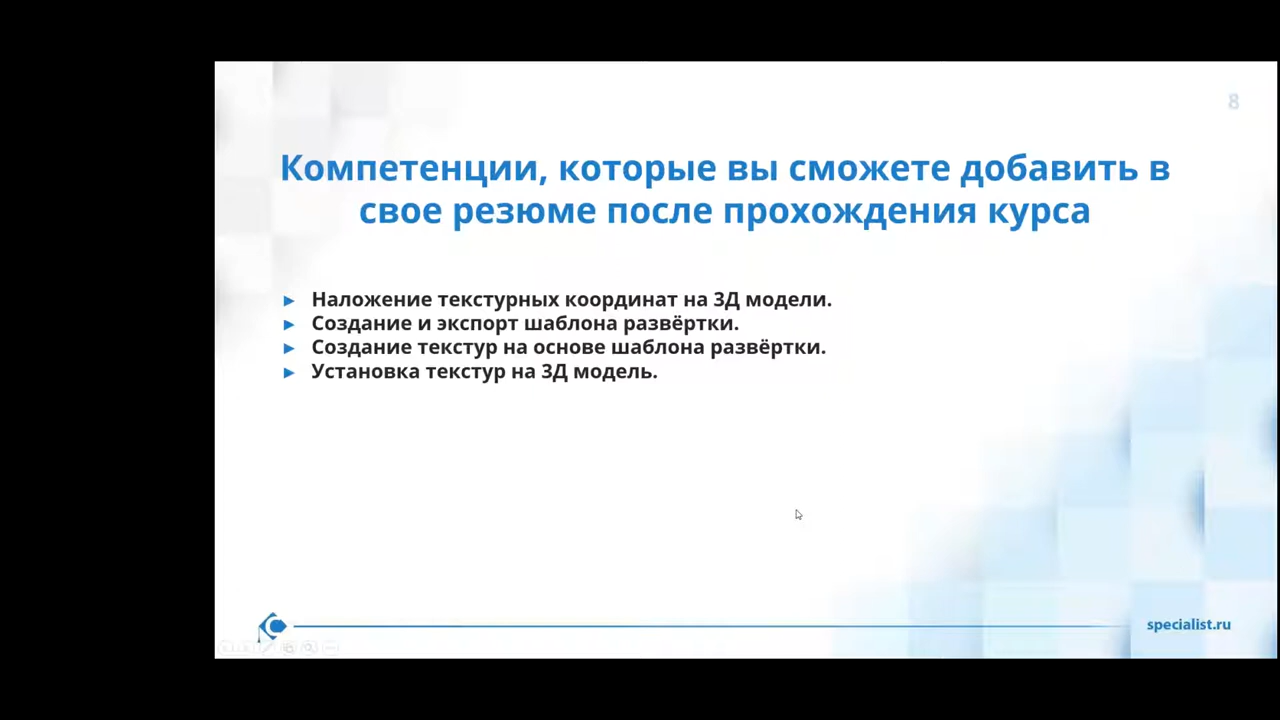 8
Компетенции, которые вы сможете добавить в
свое резюме после прохождения курса
► Наложение текстурных координат на 3Д модели.
► Создание и экспорт шаблона развёртки.
► Создание текстур на основе шаблона развёртки.
► Установка текстур на 3Д модель.
specialist.ru